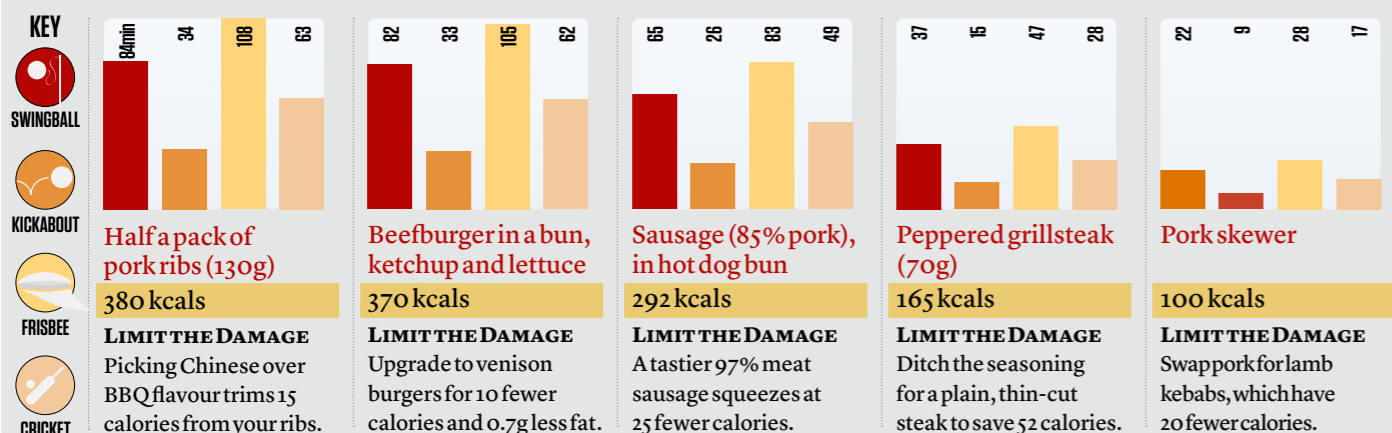 KEY
SWINGBALL
KICKABOUT
FRISBEE
CRICKET
84min
34
108
63
Half a pack of
pork ribs (130g)
380 kcals
LIMIT THE DAMAGE
Picking Chinese over
BBQ flavour trims 15
calories from your ribs.
82
33
105
62
Beefburger in a bun,
ketchup and lettuce
370 kcals
LIMIT THE DAMAGE
Upgrade to venison
burgers for 10 fewer
calories and 0.7g less fat.
65
26
83
49
Sausage (85% pork),
in hot dog bun
292 kcals
LIMIT THE DAMAGE
A tastier 97% meat
sausage squeezes at
25 fewer calories.
37
15
47
28
Peppered grillsteak
(70g)
165 kcals
LIMIT THE DAMAGE
Ditch the seasoning
for a plain, thin-cut
steak to save 52 calories.
22
9
28
17
Pork skewer
100 kcals
LIMIT THE DAMAGE
Swap pork for lamb
kebabs, which have
20 fewer calories.